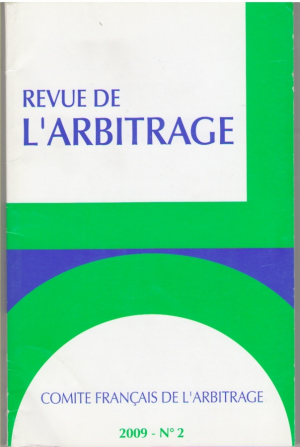 REVUE DE
L'ARBITRAGE
COMITE FRANÇAIS DE L'ARBITRAGE
2009 - N° 2